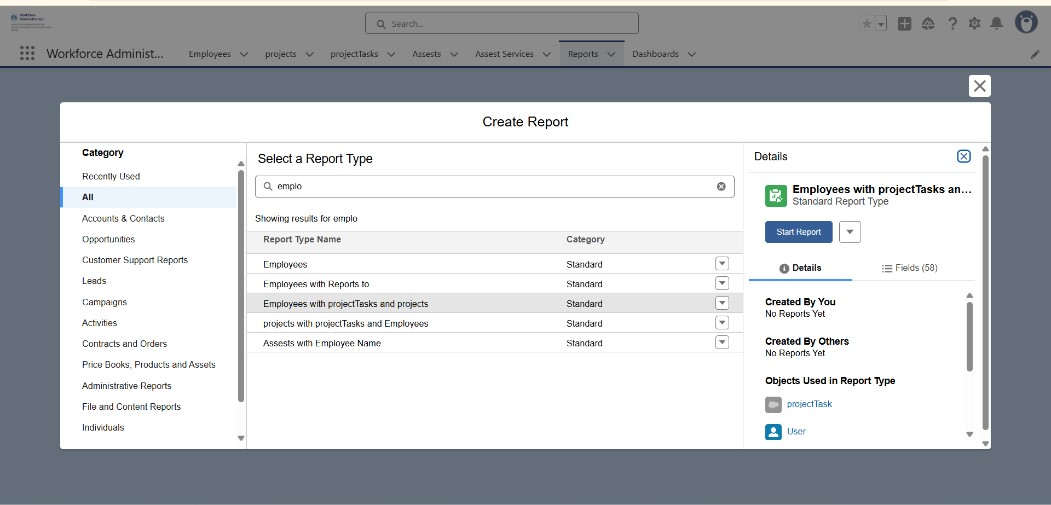 Search...
Workforce Administ...
Employees
projects
projectTasks
Assests
Assest Services
Reports
Dashboards
Create Report
Category
Recently Used
All
Accounts & Contacts
Opportunities
Customer Support Reports
Leads
Campaigns
Activities
Contracts and Orders
Price Books, Products and Assets
Administrative Reports
File and Content Reports
Individuals
Select a Report Type
emplo
Showing results for emplo
Report Type Name Category
Employees Standard
Employees with Reports to Standard
Employees with projectTasks and projects Standard
projects with projectTasks and Employees Standard
Assests with Employee Name Standard
Details
Employees with projectTasks an...
Standard Report Type
Start Report
Details
Fields (58)
Created By You
No Reports Yet
Created By Others
No Reports Yet
Objects Used in Report Type
projectTask
User